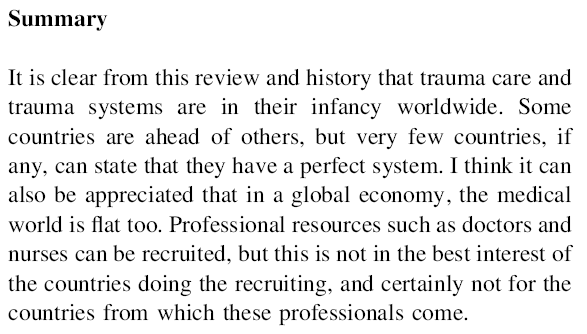 Summary
It is clear from this review and history that trauma care and
trauma systems are in their infancy worldwide. Some
countries are ahead of others, but very few countries, if
any, can state that they have a perfect system. I think it can
also be appreciated that in a global economy, the medical
world is flat too. Professional resources such as doctors and
nurses can be recruited, but this is not in the best interest of
the countries doing the recruiting, and certainly not for the
countries from which these professionals come.